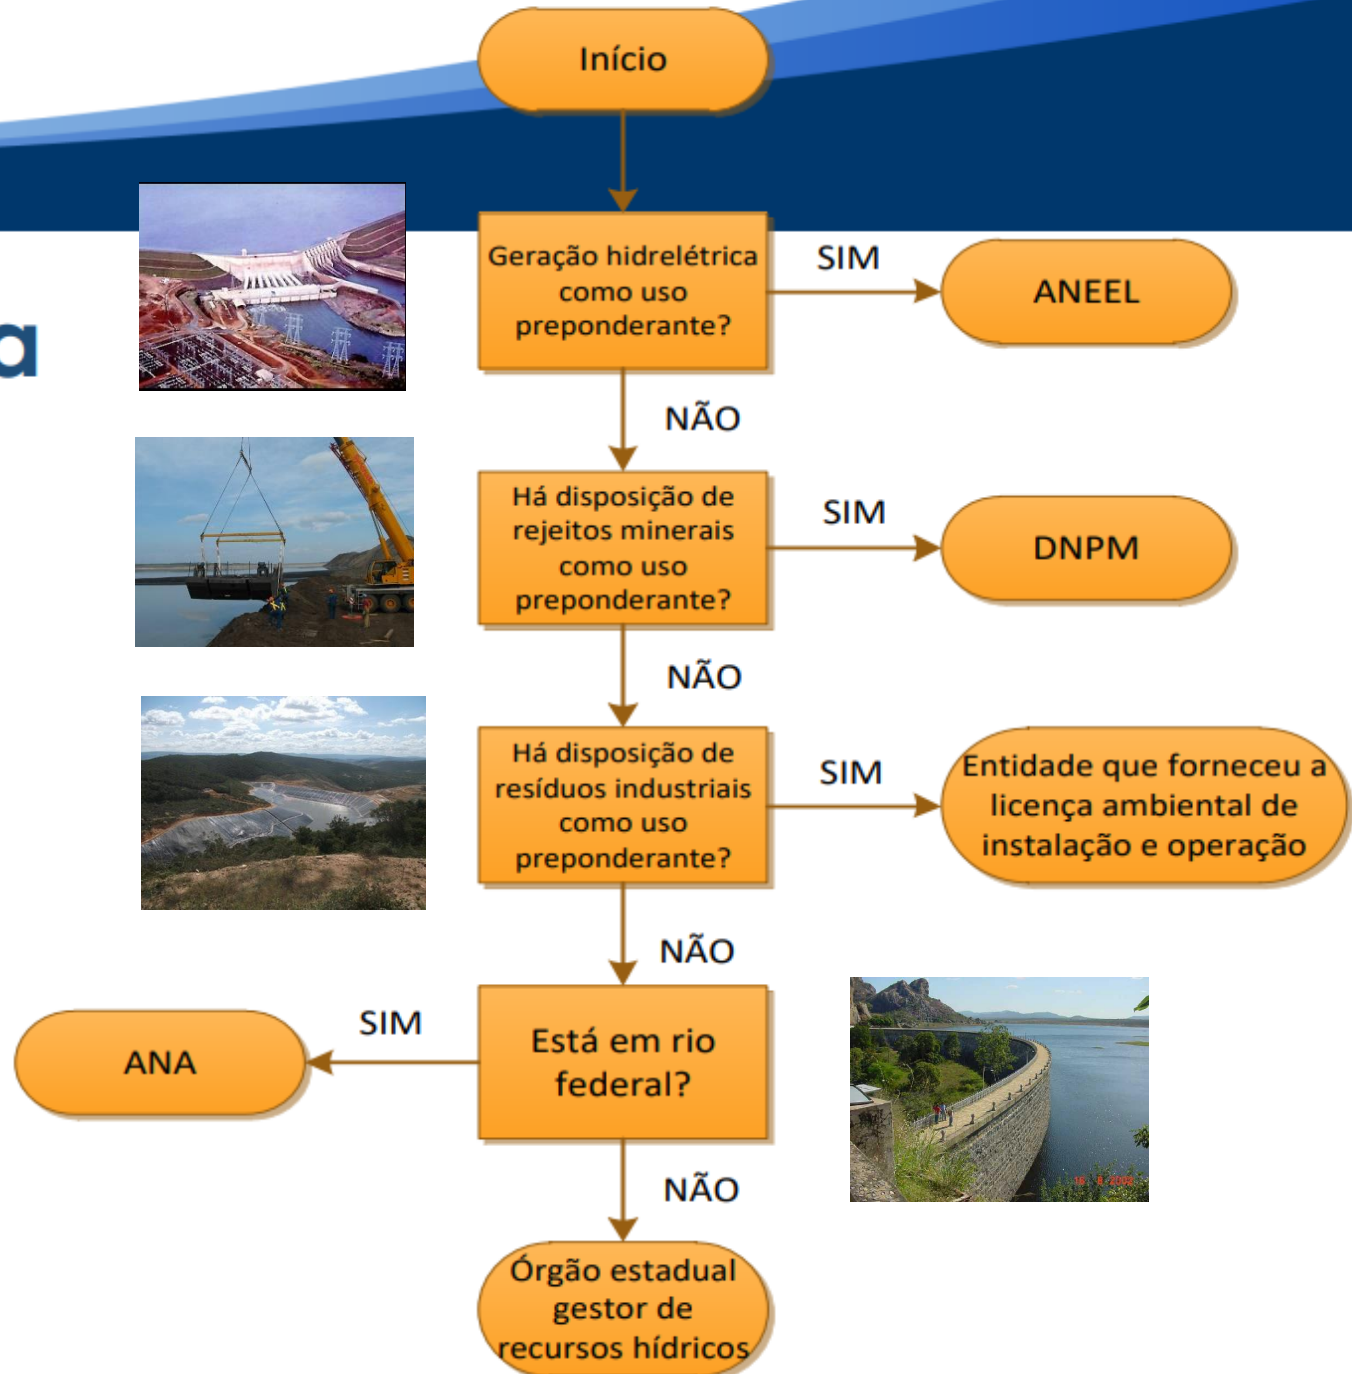 Início
Geração hidrelétrica
como uso
preponderante?
SIM
ANEEL
a
NÃO
Há disposição de
rejeitos minerais
como uso
preponderante?
SIM
DNPM
NÃO
Há disposição de
resíduos industriais
como uso
preponderante?
SIM
Entidade que forneceu a
licença ambiental de
instalação e operação
NÃO
Está em rio
federal?
SIM
ANA
NÃO
Órgão estadual
gestor de
recursos hídricos